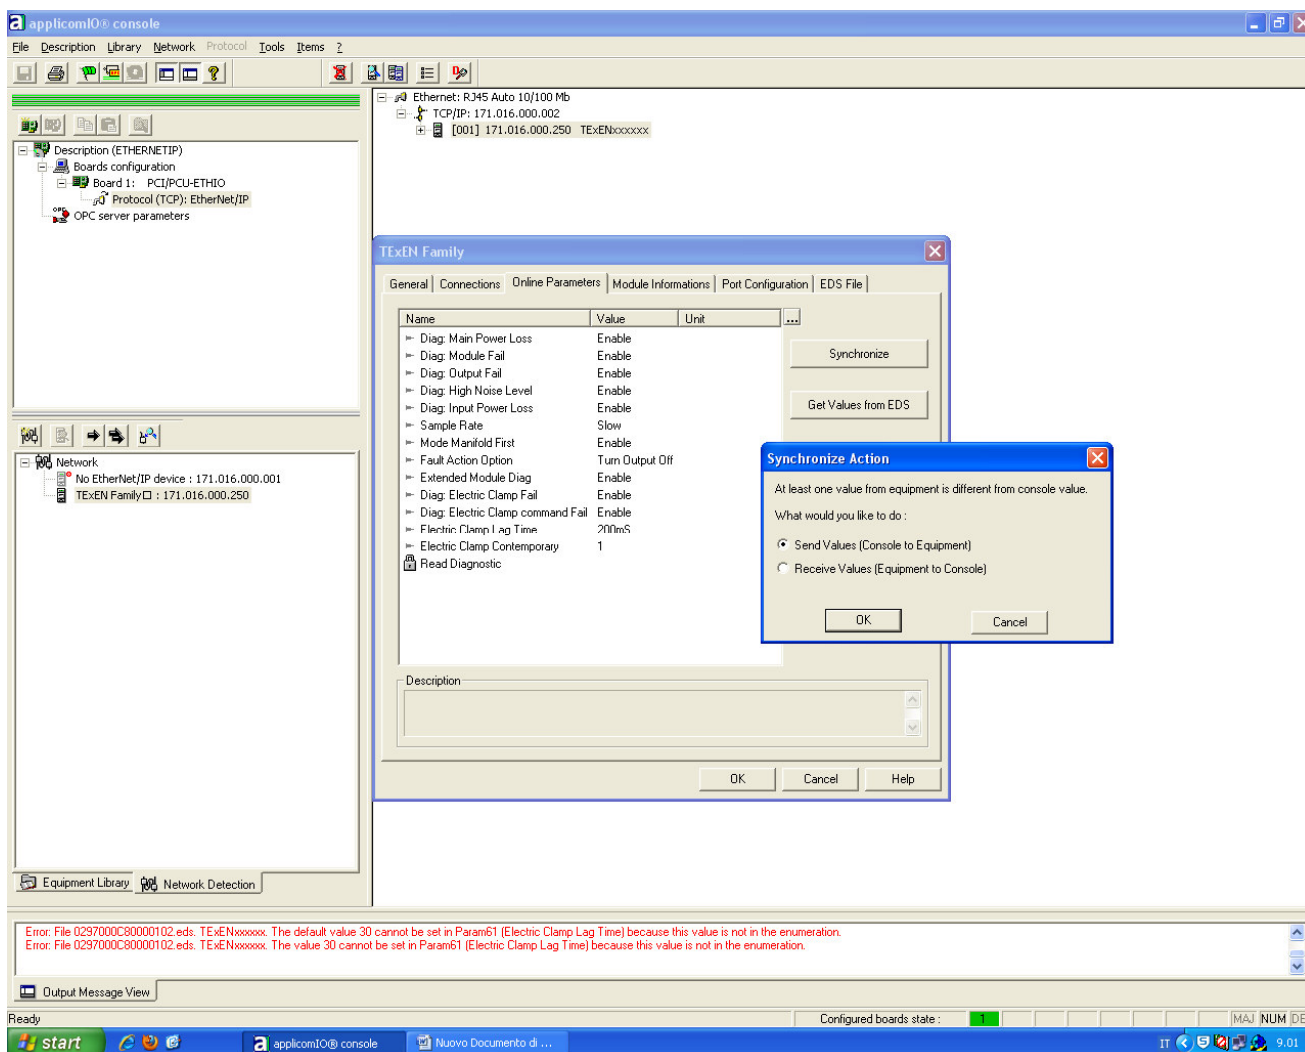 applicomIO® console
File Description Library Network Protocol Tools Items ?
Ethernet: RJ45 Auto 10/100 Mb
TCP/IP: 171.016.000.002
[001] 171.016.000.250 TExENxxxxxx
Description (ETHERNETIP)
Boards configuration
Board 1: PCI/PCU-ETHIO
Protocol (TCP): EtherNet/IP
OPC server parameters
Network
No EtherNet/IP device : 171.016.000.001
TExEN Family□ : 171.016.000.250
Equipment Library Network Detection
TExEN Family
General Connections Online Parameters Module Informations Port Configuration EDS File
Name Value Unit ...
Diag: Main Power Loss Enable
Diag: Module Fail Enable
Diag: Output Fail Enable
Diag: High Noise Level Enable
Diag: Input Power Loss Enable
Sample Rate Slow
Mode Manifold First Enable
Fault Action Option Turn Output Off
Extended Module Diag Enable
Diag: Electric Clamp Fail Enable
Diag: Electric Clamp command Fail Enable
Electric Clamp Lag Time 200mS
Electric Clamp Contemporary 1
Read Diagnostic
Synchronize
Get Values from EDS
Description
OK Cancel Help
Synchronize Action
At least one value from equipment is different from console value.
What would you like to do :
Send Values (Console to Equipment)
Receive Values (Equipment to Console)
OK Cancel
Error: File 0297000C80000102.eds. TExENxxxxxx. The default value 30 cannot be set in Param61 (Electric Clamp Lag Time) because this value is not in the enumeration.
Error: File 0297000C80000102.eds. TExENxxxxxx. The value 30 cannot be set in Param61 (Electric Clamp Lag Time) because this value is not in the enumeration.
Output Message View
Ready Configured boards state : 1 MAJ NUM DE
start applicomIO® console Nuovo Documento di ... IT 9.01